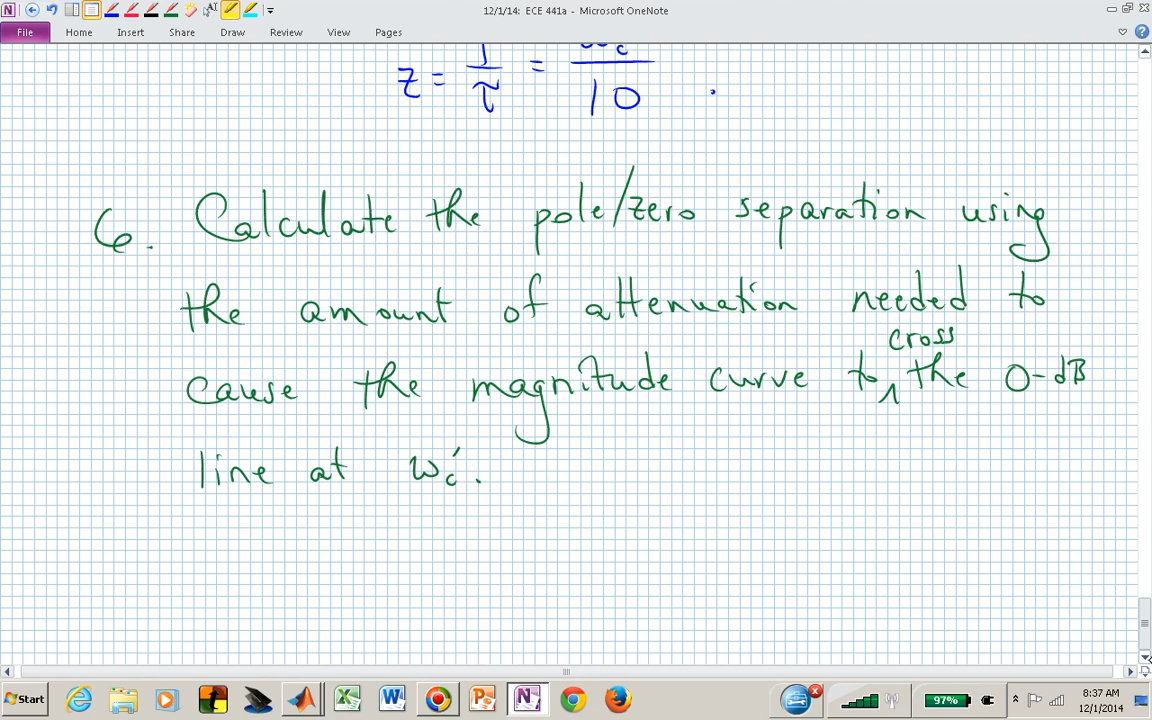 12/1/14: ECE 441a - Microsoft OneNote
File Home Insert Share Draw Review View Pages
z = 1/τ = ωc'/10 .
6. Calculate the pole/zero separation using
the amount of attenuation needed to
cross
cause the magnitude curve to the 0-dB
line at ωc'.
Start
97%
8:37 AM
12/1/2014